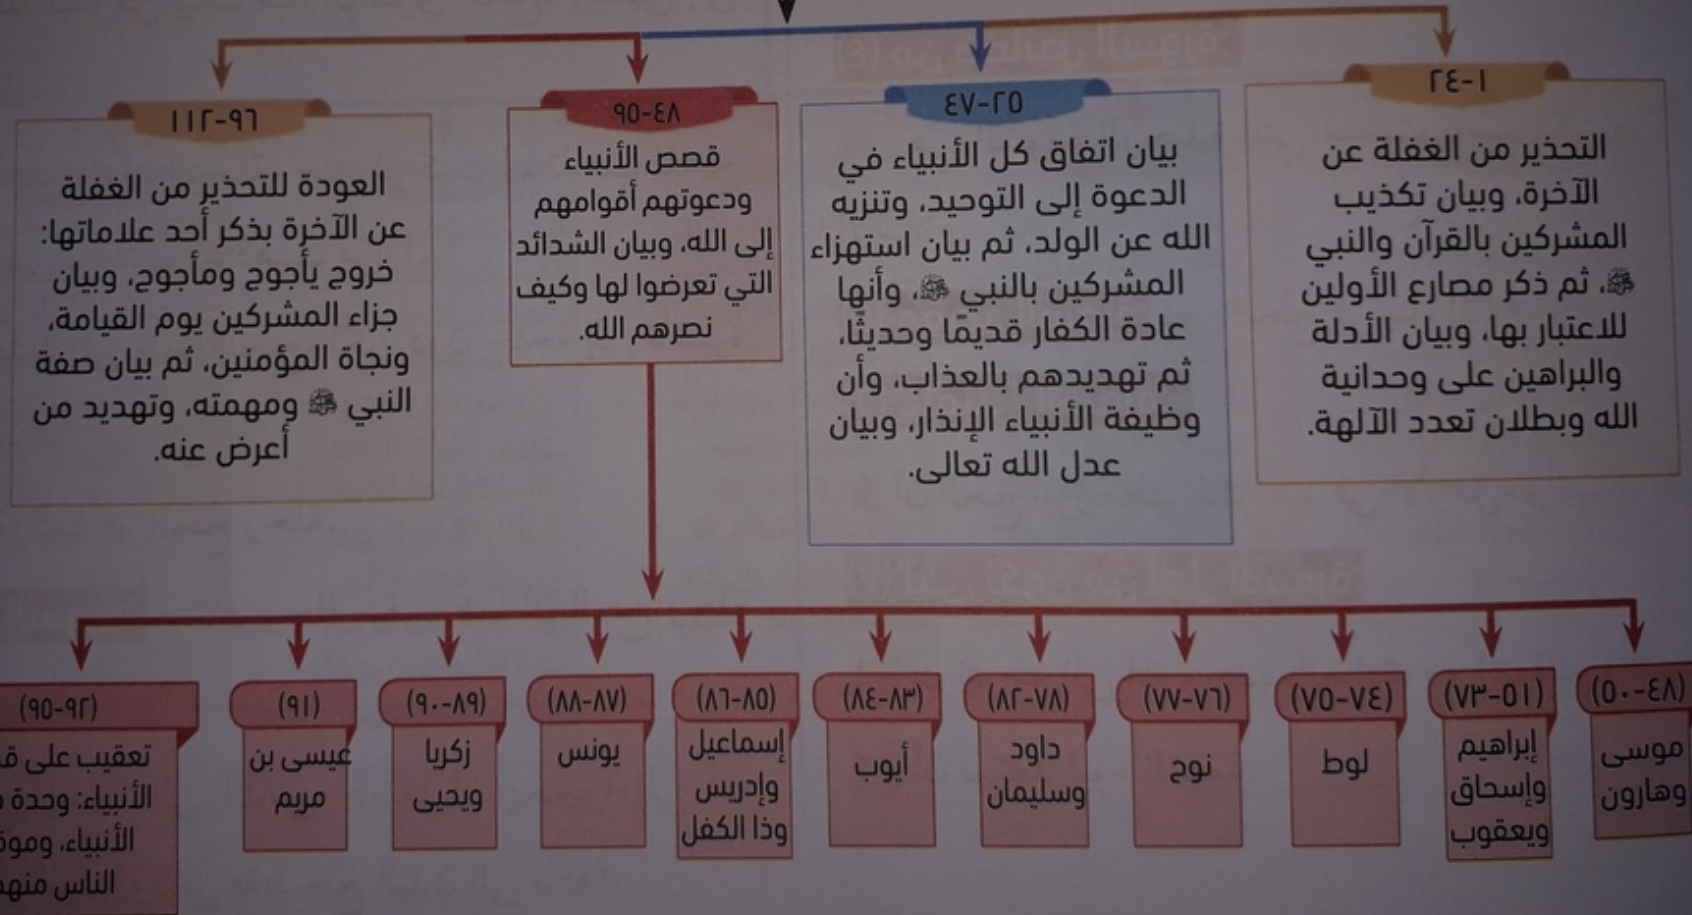 ١-٢٤
التحذير من الغفلة عن
الآخرة، وبيان تكذيب
المشركين بالقرآن والنبي
ﷺ، ثم ذكر مصارع الأولين
للاعتبار بها، وبيان الأدلة
والبراهين على وحدانية
الله وبطلان تعدد الآلهة.
٢٥-٤٧
بيان اتفاق كل الأنبياء في
الدعوة إلى التوحيد، وتنزيه
الله عن الولد، ثم بيان استهزاء
المشركين بالنبي ﷺ، وأنها
عادة الكفار قديمًا وحديثًا،
ثم تهديدهم بالعذاب، وأن
وظيفة الأنبياء الإنذار، وبيان
عدل الله تعالى.
٤٨-٩٥
قصص الأنبياء
ودعوتهم أقوامهم
إلى الله، وبيان الشدائد
التي تعرضوا لها وكيف
نصرهم الله.
٩٦-١١٢
العودة للتحذير من الغفلة
عن الآخرة بذكر أحد علاماتها:
خروج يأجوج ومأجوج، وبيان
جزاء المشركين يوم القيامة،
ونجاة المؤمنين، ثم بيان صفة
النبي ﷺ ومهمته، وتهديد من
أعرض عنه.
(٤٨-٥٠)
موسى
وهارون
(٥١-٧٣)
إبراهيم
وإسحاق
ويعقوب
(٧٤-٧٥)
لوط
(٧٦-٧٧)
نوح
(٧٨-٨٢)
داود
وسليمان
(٨٣-٨٤)
أيوب
(٨٥-٨٦)
إسماعيل
وإدريس
وذا الكفل
(٨٧-٨٨)
يونس
(٨٩-٩٠)
زكريا
ويحيى
(٩١)
عيسى بن
مريم
(٩٢-٩٥)
تعقيب على
الأنبياء: وحدة
الأنبياء،
الناس